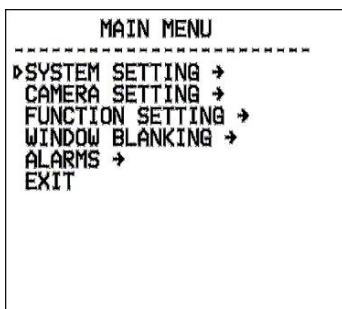 MAIN MENU
SYSTEM SETTING →
CAMERA SETTING →
FUNCTION SETTING →
WINDOW BLANKING →
ALARMS →
EXIT